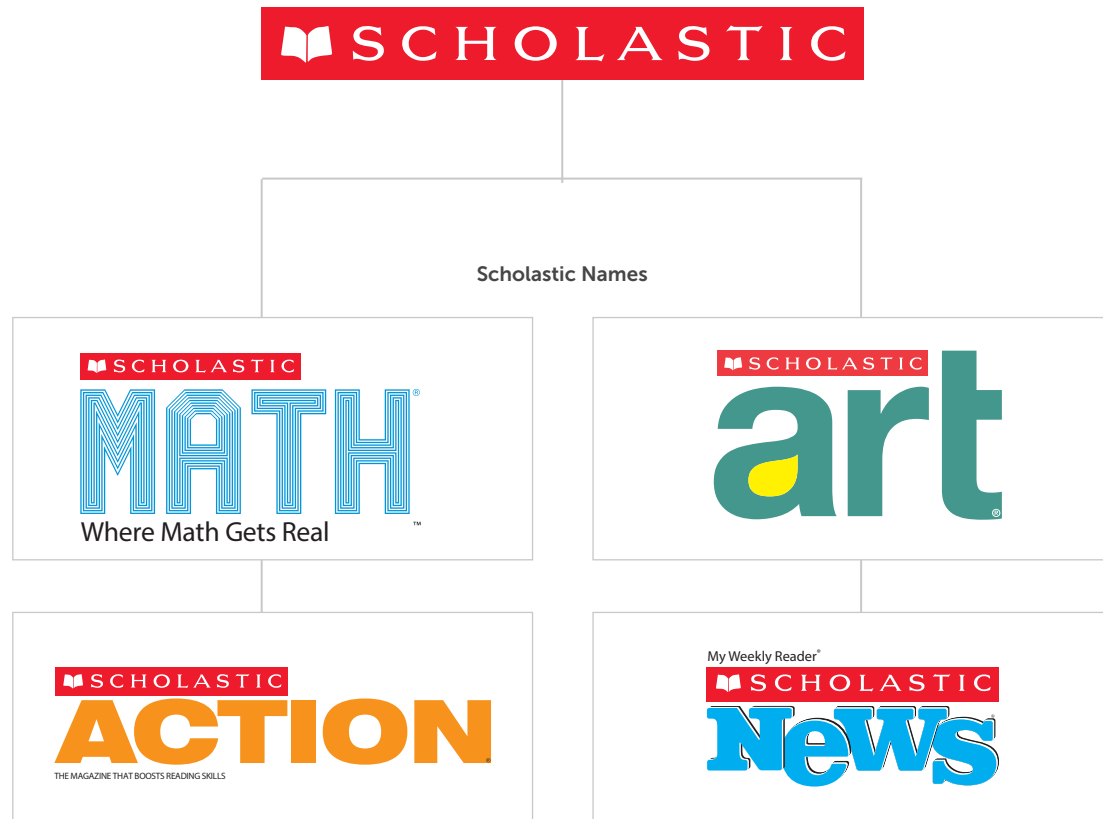 SCHOLASTIC
Scholastic Names
SCHOLASTIC
MATH®
Where Math Gets Real™
SCHOLASTIC
art®
SCHOLASTIC
ACTION®
THE MAGAZINE THAT BOOSTS READING SKILLS
My Weekly Reader®
SCHOLASTIC
NeWs®